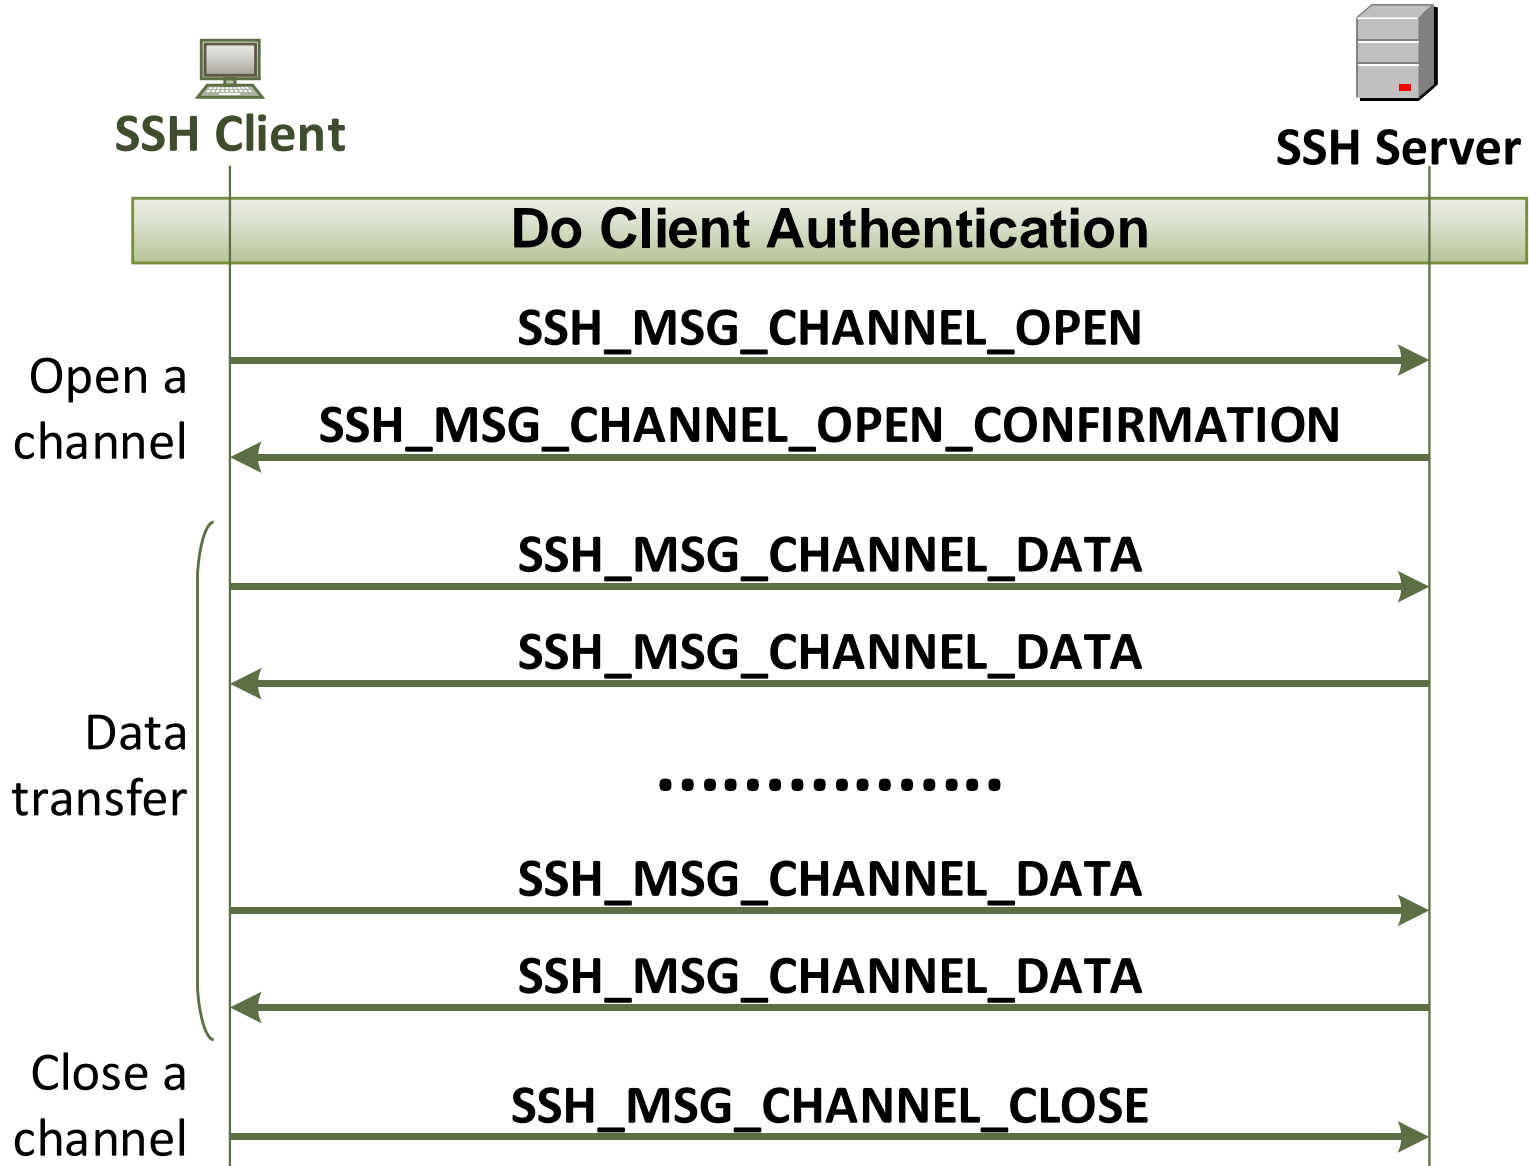 SSH Client
SSH Server
Do Client Authentication
SSH_MSG_CHANNEL_OPEN
Open a
channel
SSH_MSG_CHANNEL_OPEN_CONFIRMATION
SSH_MSG_CHANNEL_DATA
SSH_MSG_CHANNEL_DATA
Data
transfer
................
SSH_MSG_CHANNEL_DATA
SSH_MSG_CHANNEL_DATA
Close a
channel
SSH_MSG_CHANNEL_CLOSE